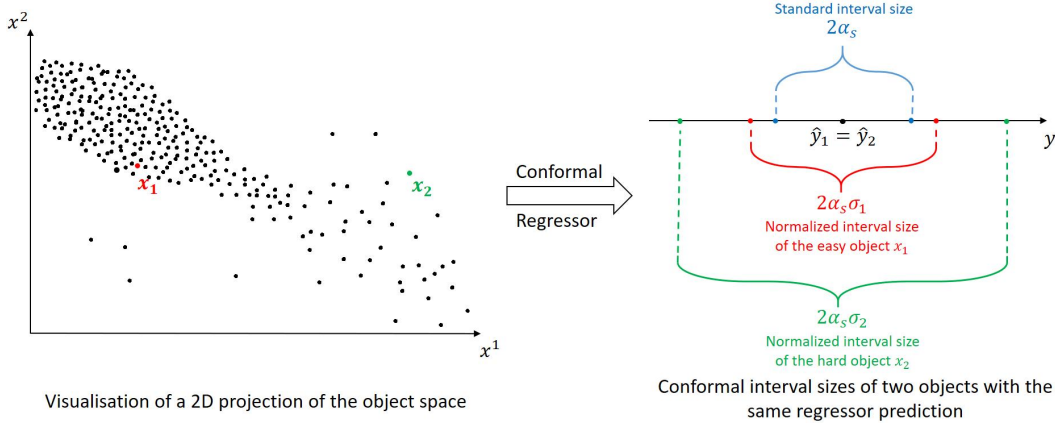 x²
x₁
x₂
x¹
Visualisation of a 2D projection of the object space
Conformal
Regressor
Standard interval size
2αₛ
ŷ₁ = ŷ₂
y
2αₛσ₁
Normalized interval size
of the easy object x₁
2αₛσ₂
Normalized interval size
of the hard object x₂
Conformal interval sizes of two objects with the
same regressor prediction